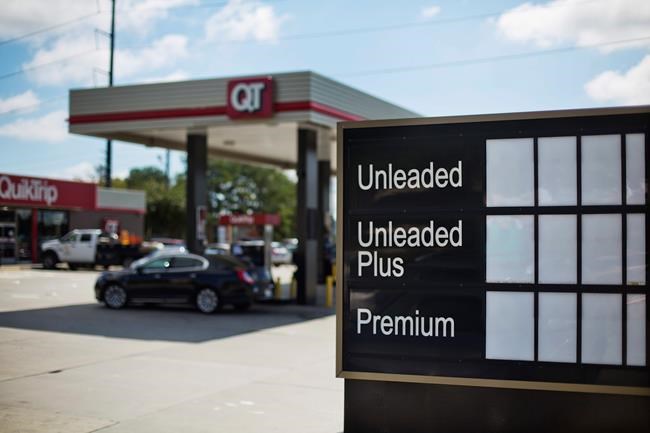 QT
QuikTrip
Unleaded
Unleaded
Plus
Premium